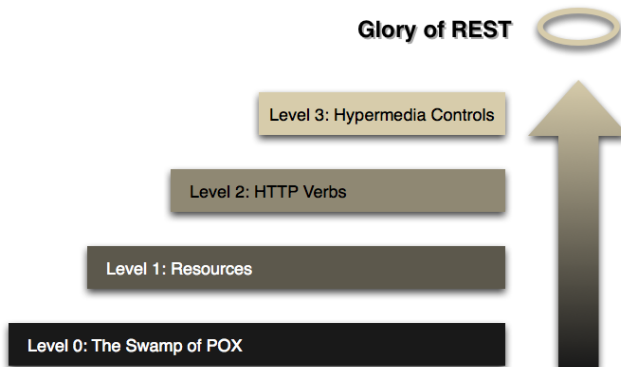 Glory of REST
Level 3: Hypermedia Controls
Level 2: HTTP Verbs
Level 1: Resources
Level 0: The Swamp of POX